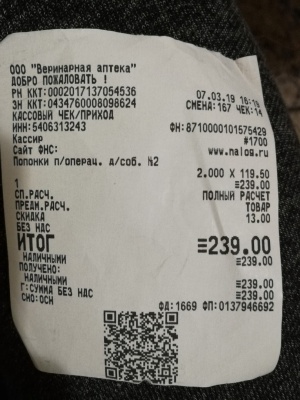 ООО "Веринарная аптека"
ДОБРО ПОЖАЛОВАТЬ !
РН ККТ:0002017137054536
ЗН ККТ:0434760008098624 07.03.19
КАССОВЫЙ ЧЕК/ПРИХОД СМЕНА:167 ЧЕК:14
ИНН:5406313243 ФН:8710000101575429
Кассир #1700
Сайт ФНС: www.nalog.ru
Попонки п/операц. д/соб. №2
2.000 X 119.50
1 ≡239.00
СП.РАСЧ. ПОЛНЫЙ РАСЧЕТ
ПРЕДМ.РАСЧ. ТОВАР
СКИДКА 13.00
БЕЗ НДС
ИТОГ ≡239.00
НАЛИЧНЫМИ ≡239.00
ПОЛУЧЕНО:
НАЛИЧНЫМИ ≡239.00
Г:СУММА БЕЗ НДС ≡239.00
СНО:ОСН ФД:1669 ФП:0137946692